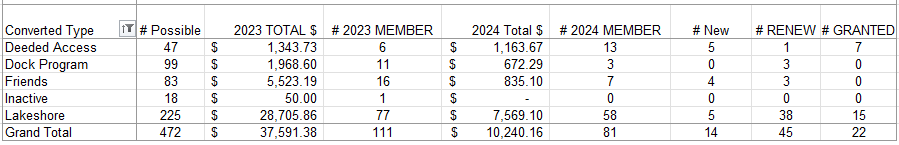 Converted Type # Possible 2023 TOTAL $ # 2023 MEMBER 2024 Total $ # 2024 MEMBER # New # RENEW # GRANTED
Deeded Access 47 $ 1,343.73 6 $ 1,163.67 13 5 1 7
Dock Program 99 $ 1,968.60 11 $ 672.29 3 0 3 0
Friends 83 $ 5,523.19 16 $ 835.10 7 4 3 0
Inactive 18 $ 50.00 1 $ - 0 0 0 0
Lakeshore 225 $ 28,705.86 77 $ 7,569.10 58 5 38 15
Grand Total 472 $ 37,591.38 111 $ 10,240.16 81 14 45 22